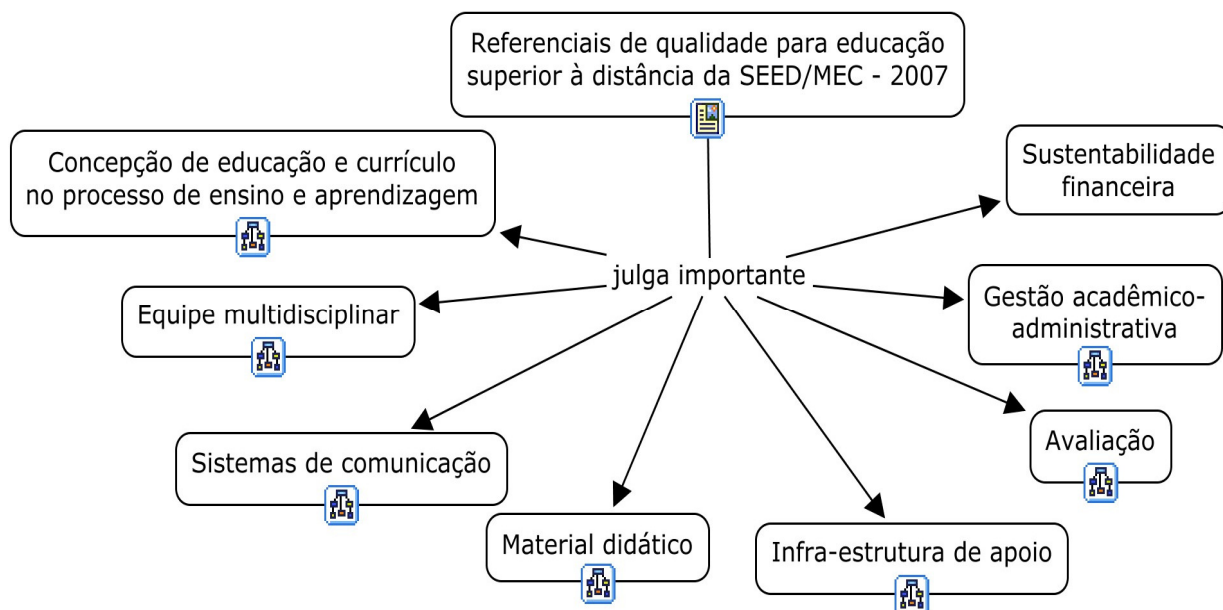 Referenciais de qualidade para educação
superior à distância da SEED/MEC - 2007
Concepção de educação e currículo
no processo de ensino e aprendizagem
Sustentabilidade
financeira
julga importante
Equipe multidisciplinar
Gestão acadêmico-
administrativa
Sistemas de comunicação
Avaliação
Material didático
Infra-estrutura de apoio